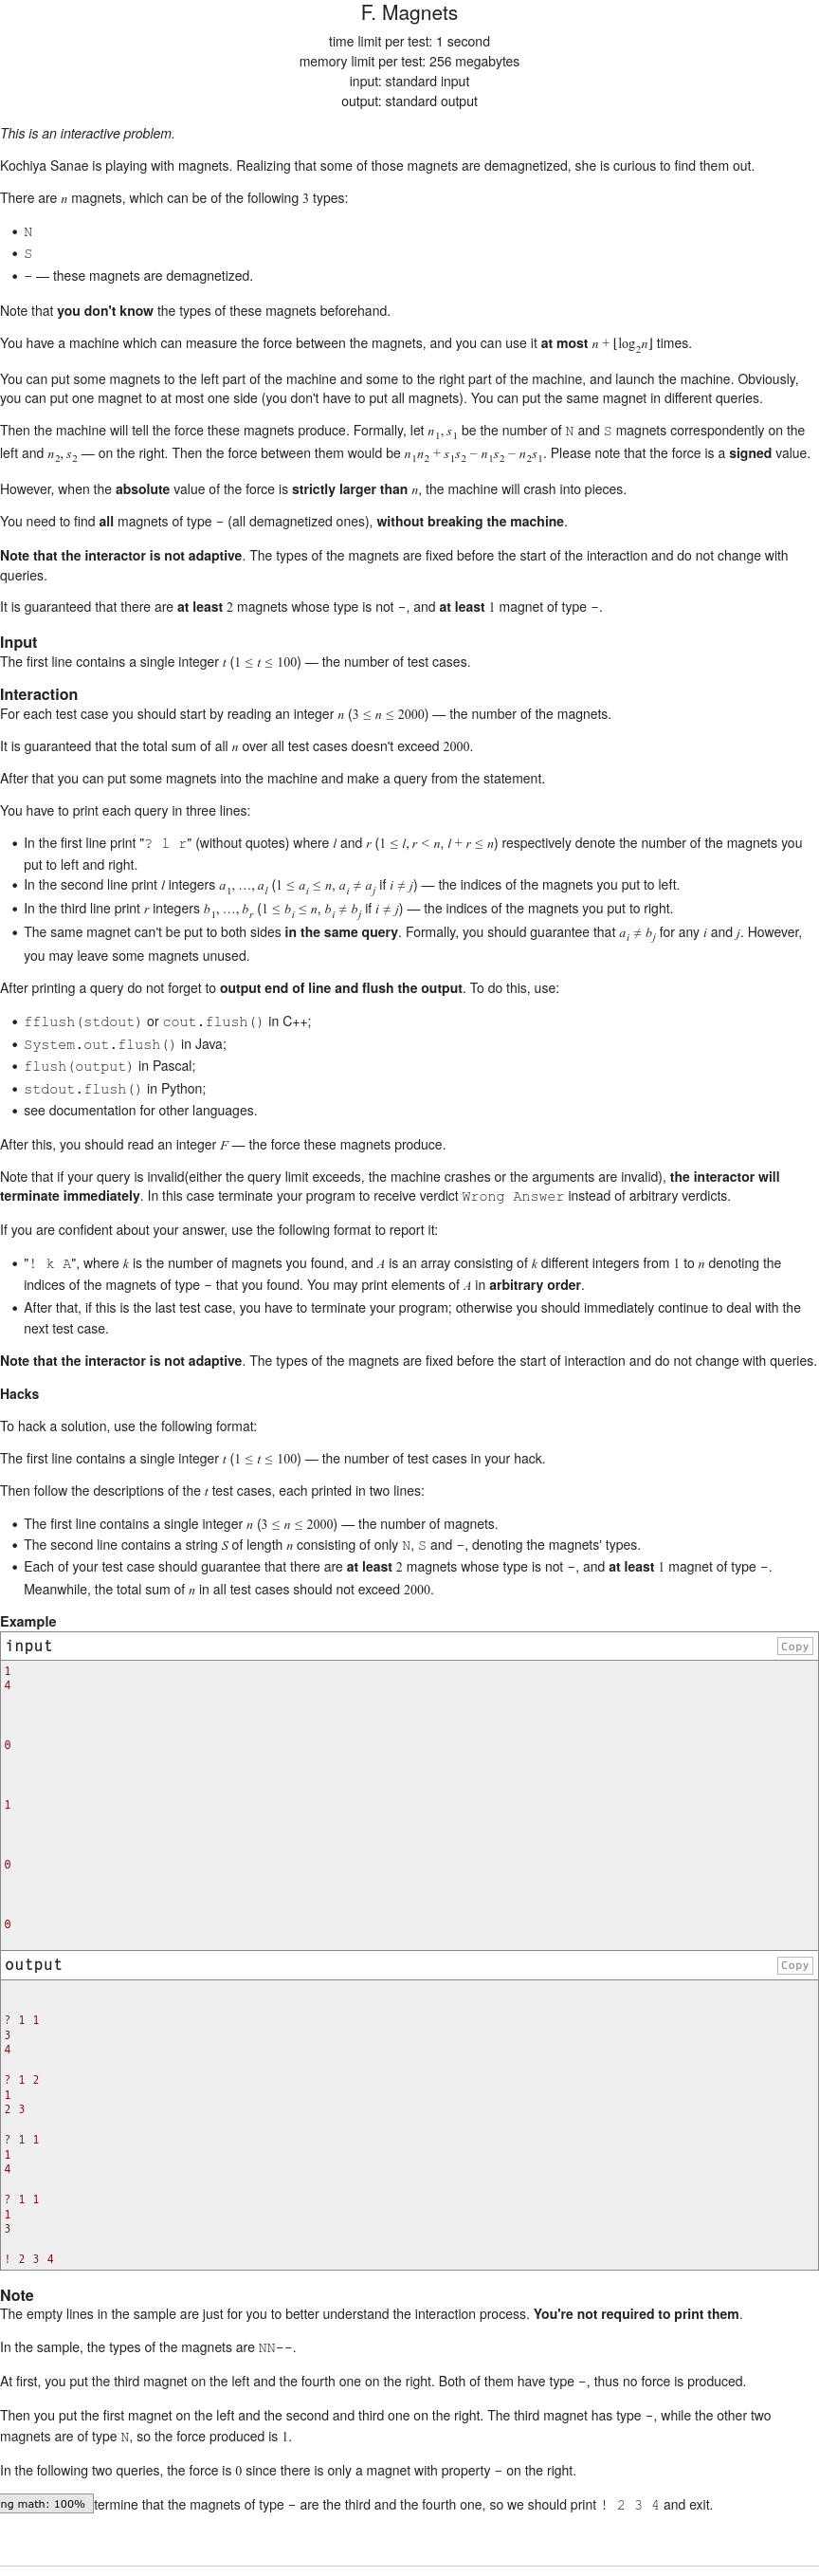 F. Magnets
time limit per test: 1 second
memory limit per test: 256 megabytes
input: standard input
output: standard output
This is an interactive problem.
Kochiya Sanae is playing with magnets. Realizing that some of those magnets are demagnetized, she is curious to find them out.
There are n magnets, which can be of the following 3 types:
• N
• S
• - — these magnets are demagnetized.
Note that you don't know the types of these magnets beforehand.
You have a machine which can measure the force between the magnets, and you can use it at most n + ⌊log₂n⌋ times.
You can put some magnets to the left part of the machine and some to the right part of the machine, and launch the machine. Obviously,
you can put one magnet to at most one side (you don't have to put all magnets). You can put the same magnet in different queries.
Then the machine will tell the force these magnets produce. Formally, let n₁, s₁ be the number of N and S magnets correspondently on the
left and n₂, s₂ — on the right. Then the force between them would be n₁n₂ + s₁s₂ − n₁s₂ − n₂s₁. Please note that the force is a signed value.
However, when the absolute value of the force is strictly larger than n, the machine will crash into pieces.
You need to find all magnets of type - (all demagnetized ones), without breaking the machine.
Note that the interactor is not adaptive. The types of the magnets are fixed before the start of the interaction and do not change with
queries.
It is guaranteed that there are at least 2 magnets whose type is not -, and at least 1 magnet of type -.
Input
The first line contains a single integer t (1 ≤ t ≤ 100) — the number of test cases.
Interaction
For each test case you should start by reading an integer n (3 ≤ n ≤ 2000) — the number of the magnets.
It is guaranteed that the total sum of all n over all test cases doesn't exceed 2000.
After that you can put some magnets into the machine and make a query from the statement.
You have to print each query in three lines:
• In the first line print "? l r" (without quotes) where l and r (1 ≤ l, r < n, l + r ≤ n) respectively denote the number of the magnets you
put to left and right.
• In the second line print l integers a₁, …, aₗ (1 ≤ aᵢ ≤ n, aᵢ ≠ aⱼ if i ≠ j) — the indices of the magnets you put to left.
• In the third line print r integers b₁, …, bᵣ (1 ≤ bᵢ ≤ n, bᵢ ≠ bⱼ if i ≠ j) — the indices of the magnets you put to right.
• The same magnet can't be put to both sides in the same query. Formally, you should guarantee that aᵢ ≠ bⱼ for any i and j. However,
you may leave some magnets unused.
After printing a query do not forget to output end of line and flush the output. To do this, use:
• fflush(stdout) or cout.flush() in C++;
• System.out.flush() in Java;
• flush(output) in Pascal;
• stdout.flush() in Python;
• see documentation for other languages.
After this, you should read an integer F — the force these magnets produce.
Note that if your query is invalid(either the query limit exceeds, the machine crashes or the arguments are invalid), the interactor will
terminate immediately. In this case terminate your program to receive verdict Wrong Answer instead of arbitrary verdicts.
If you are confident about your answer, use the following format to report it:
• "! k A", where k is the number of magnets you found, and A is an array consisting of k different integers from 1 to n denoting the
indices of the magnets of type - that you found. You may print elements of A in arbitrary order.
• After that, if this is the last test case, you have to terminate your program; otherwise you should immediately continue to deal with the
next test case.
Note that the interactor is not adaptive. The types of the magnets are fixed before the start of interaction and do not change with queries.
Hacks
To hack a solution, use the following format:
The first line contains a single integer t (1 ≤ t ≤ 100) — the number of test cases in your hack.
Then follow the descriptions of the t test cases, each printed in two lines:
• The first line contains a single integer n (3 ≤ n ≤ 2000) — the number of magnets.
• The second line contains a string S of length n consisting of only N, S and -, denoting the magnets' types.
• Each of your test case should guarantee that there are at least 2 magnets whose type is not -, and at least 1 magnet of type -.
Meanwhile, the total sum of n in all test cases should not exceed 2000.
Example
input Copy
1
4
0
1
0
0
output Copy
? 1 1
3
4
? 1 2
1
2 3
? 1 1
1
4
? 1 1
1
3
! 2 3 4
Note
The empty lines in the sample are just for you to better understand the interaction process. You're not required to print them.
In the sample, the types of the magnets are NN--.
At first, you put the third magnet on the left and the fourth one on the right. Both of them have type -, thus no force is produced.
Then you put the first magnet on the left and the second and third one on the right. The third magnet has type -, while the other two
magnets are of type N, so the force produced is 1.
In the following two queries, the force is 0 since there is only a magnet with property - on the right.
ng math: 100% termine that the magnets of type - are the third and the fourth one, so we should print ! 2 3 4 and exit.